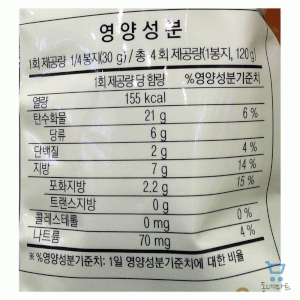 영양성분
1회 제공량 1/4봉지(30 g)/총 4회 제공량(1봉지, 120g)
1회 제공량 당 함량 %영양성분기준치
열량 155 kcal
탄수화물 21 g 6 %
당류 6 g
단백질 2 g 4 %
지방 7 g 14 %
포화지방 2.2 g 15 %
트랜스지방 0 g
콜레스테롤 0 mg 0 %
나트륨 70 mg 4 %
※%영양성분기준치: 1일 영양성분기준치에 대한 비율